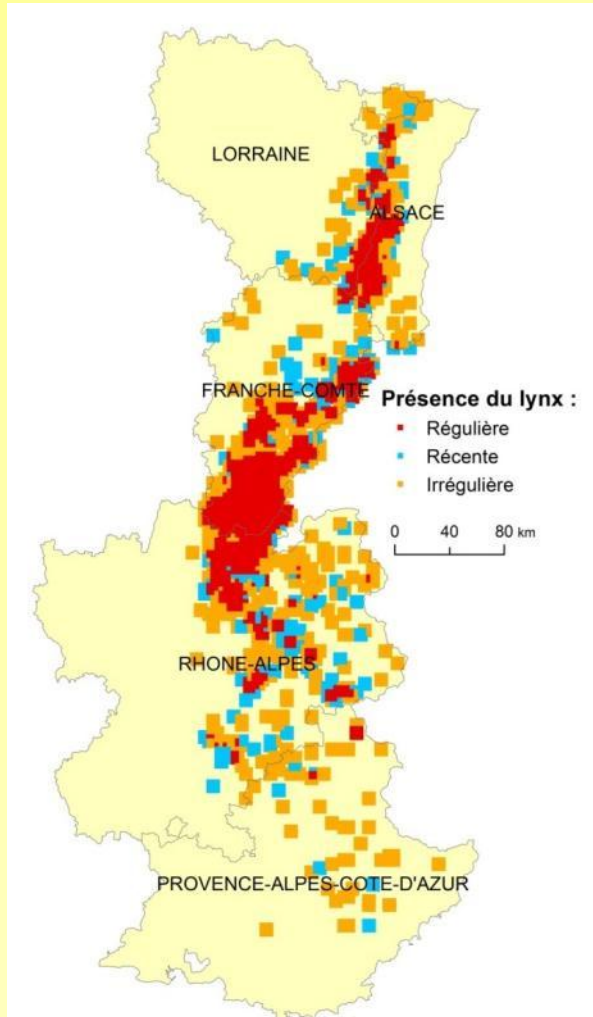 LORRAINE
ALSACE
FRANCHE-COMTE
Présence du lynx :
Régulière
Récente
Irrégulière
0 40 80 km
RHONE-ALPES
PROVENCE-ALPES-COTE-D'AZUR